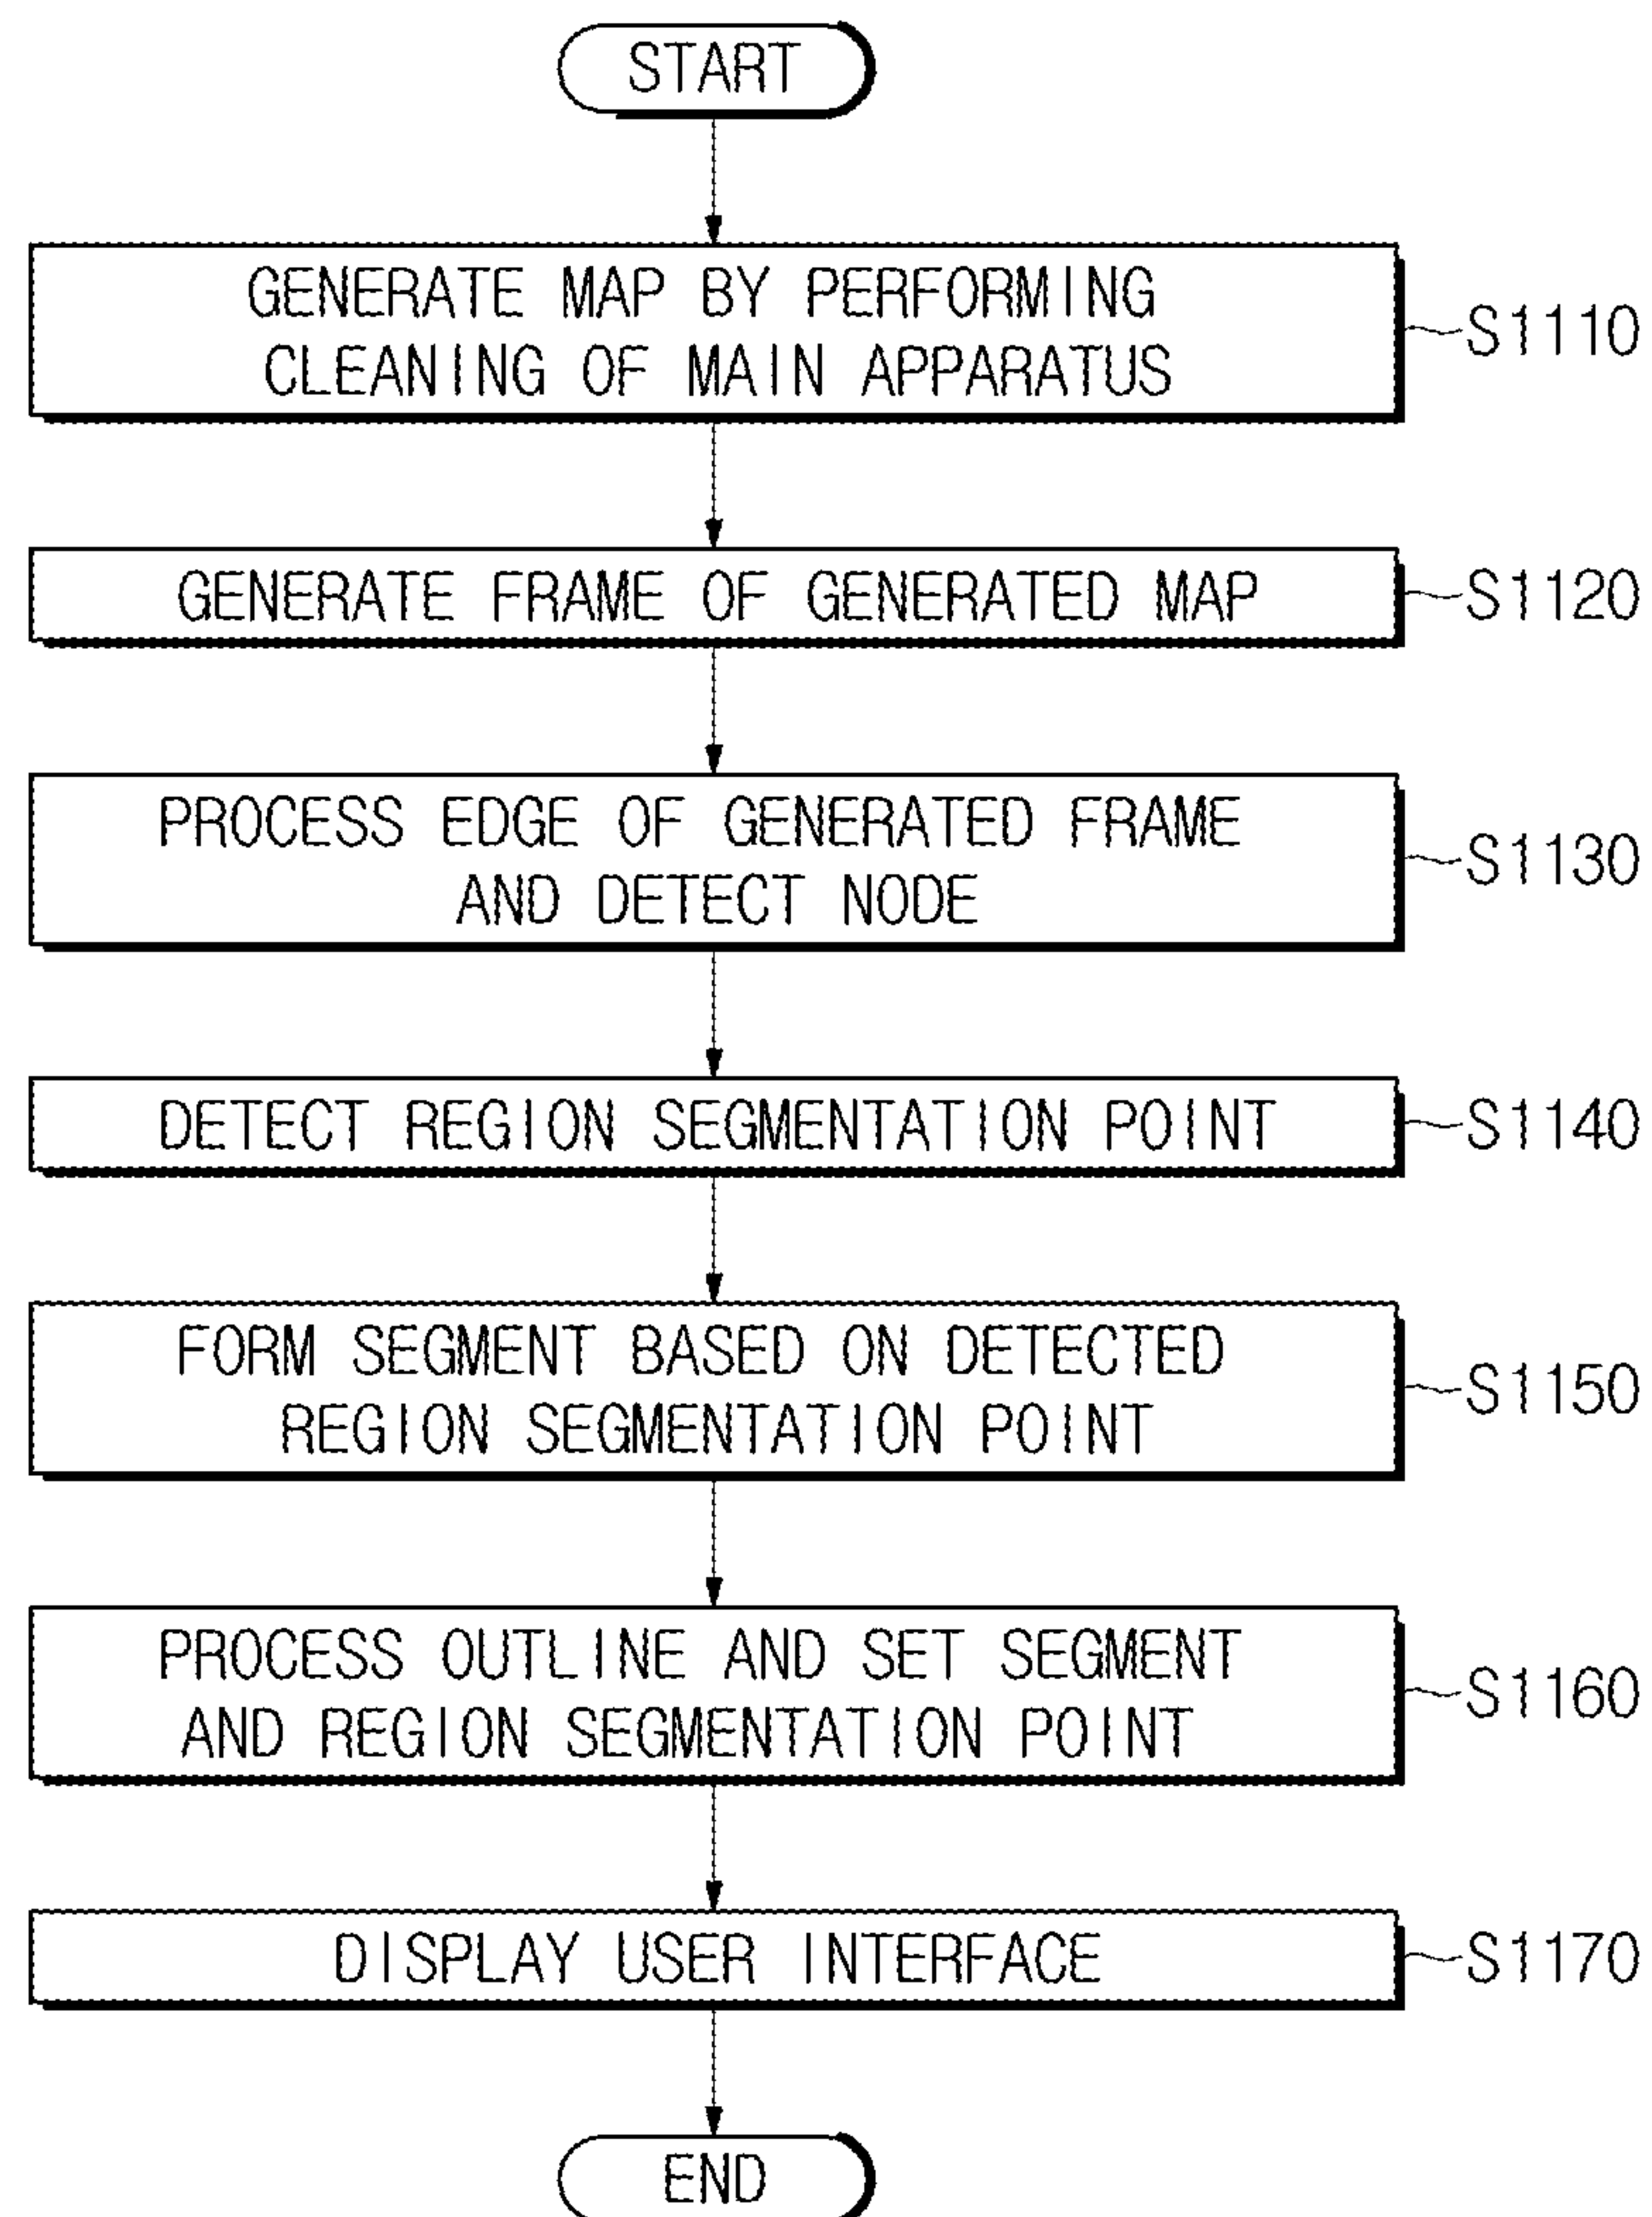 START
GENERATE MAP BY PERFORMING
CLEANING OF MAIN APPARATUS
S1110
GENERATE FRAME OF GENERATED MAP
S1120
PROCESS EDGE OF GENERATED FRAME
AND DETECT NODE
S1130
DETECT REGION SEGMENTATION POINT
S1140
FORM SEGMENT BASED ON DETECTED
REGION SEGMENTATION POINT
S1150
PROCESS OUTLINE AND SET SEGMENT
AND REGION SEGMENTATION POINT
S1160
DISPLAY USER INTERFACE
S1170
END